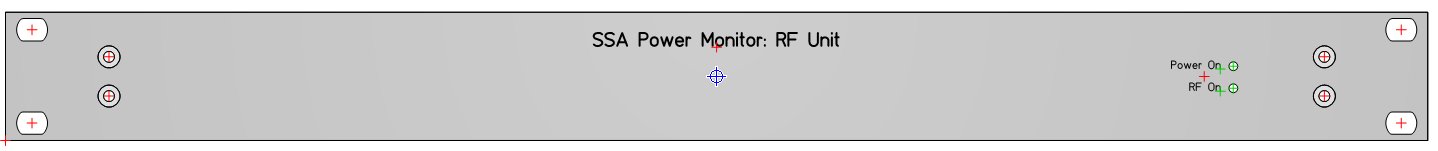 SSA Power Monitor: RF Unit
Power On
RF On